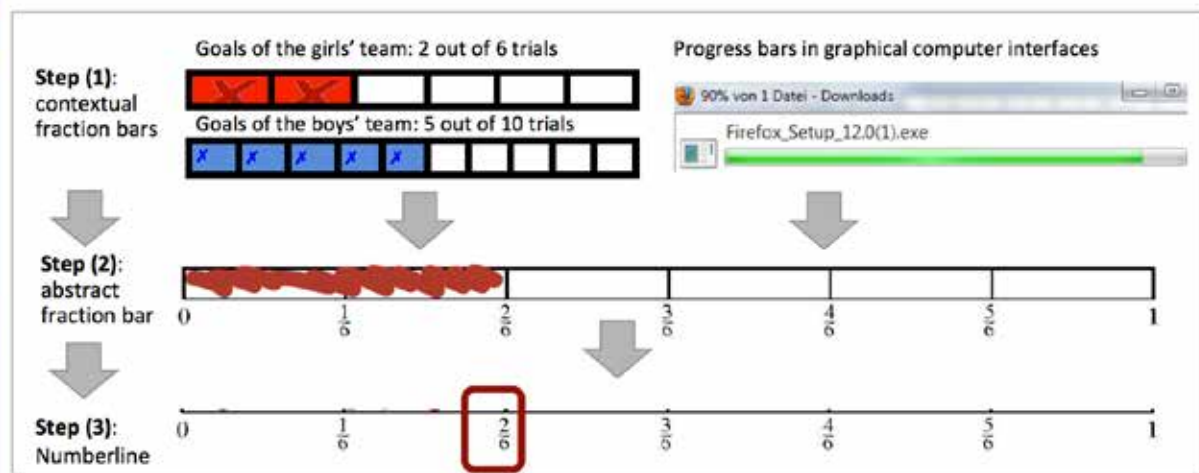 Goals of the girls' team: 2 out of 6 trials
Progress bars in graphical computer interfaces
Step (1):
contextual
fraction bars
Goals of the boys' team: 5 out of 10 trials
90% von 1 Datei - Downloads
Firefox_Setup_12.0(1).exe
Step (2):
abstract
fraction bar
0 1/6 2/6 3/6 4/6 5/6 1
Step (3):
Numberline
0 1/6 2/6 3/6 4/6 5/6 1